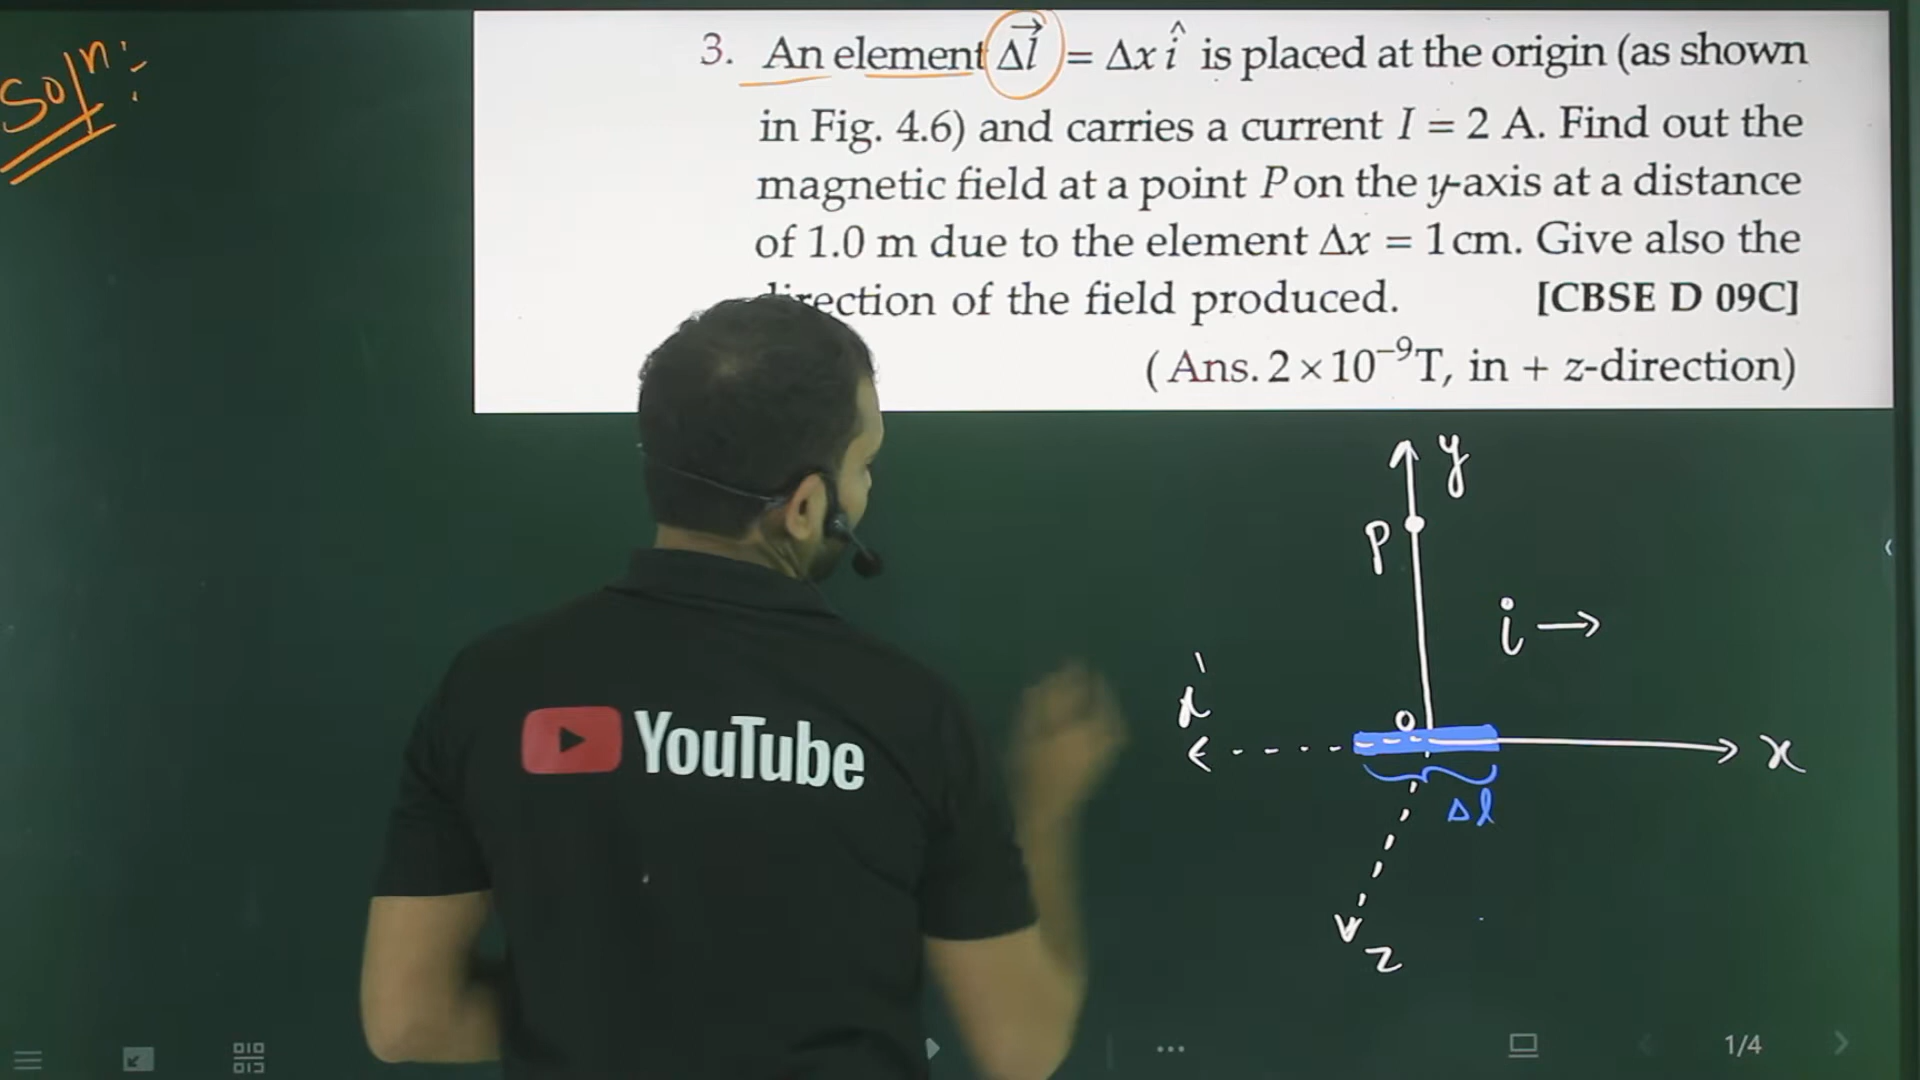 Soln:
3. An element Δl⃗ = Δx î is placed at the origin (as shown
in Fig. 4.6) and carries a current I = 2 A. Find out the
magnetic field at a point P on the y-axis at a distance
of 1.0 m due to the element Δx = 1 cm. Give also the
direction of the field produced. [CBSE D 09C]
(Ans. 2 × 10⁻⁹T, in + z-direction)
y
P
i →
x'
O
x
Δl
z
YouTube
1/4